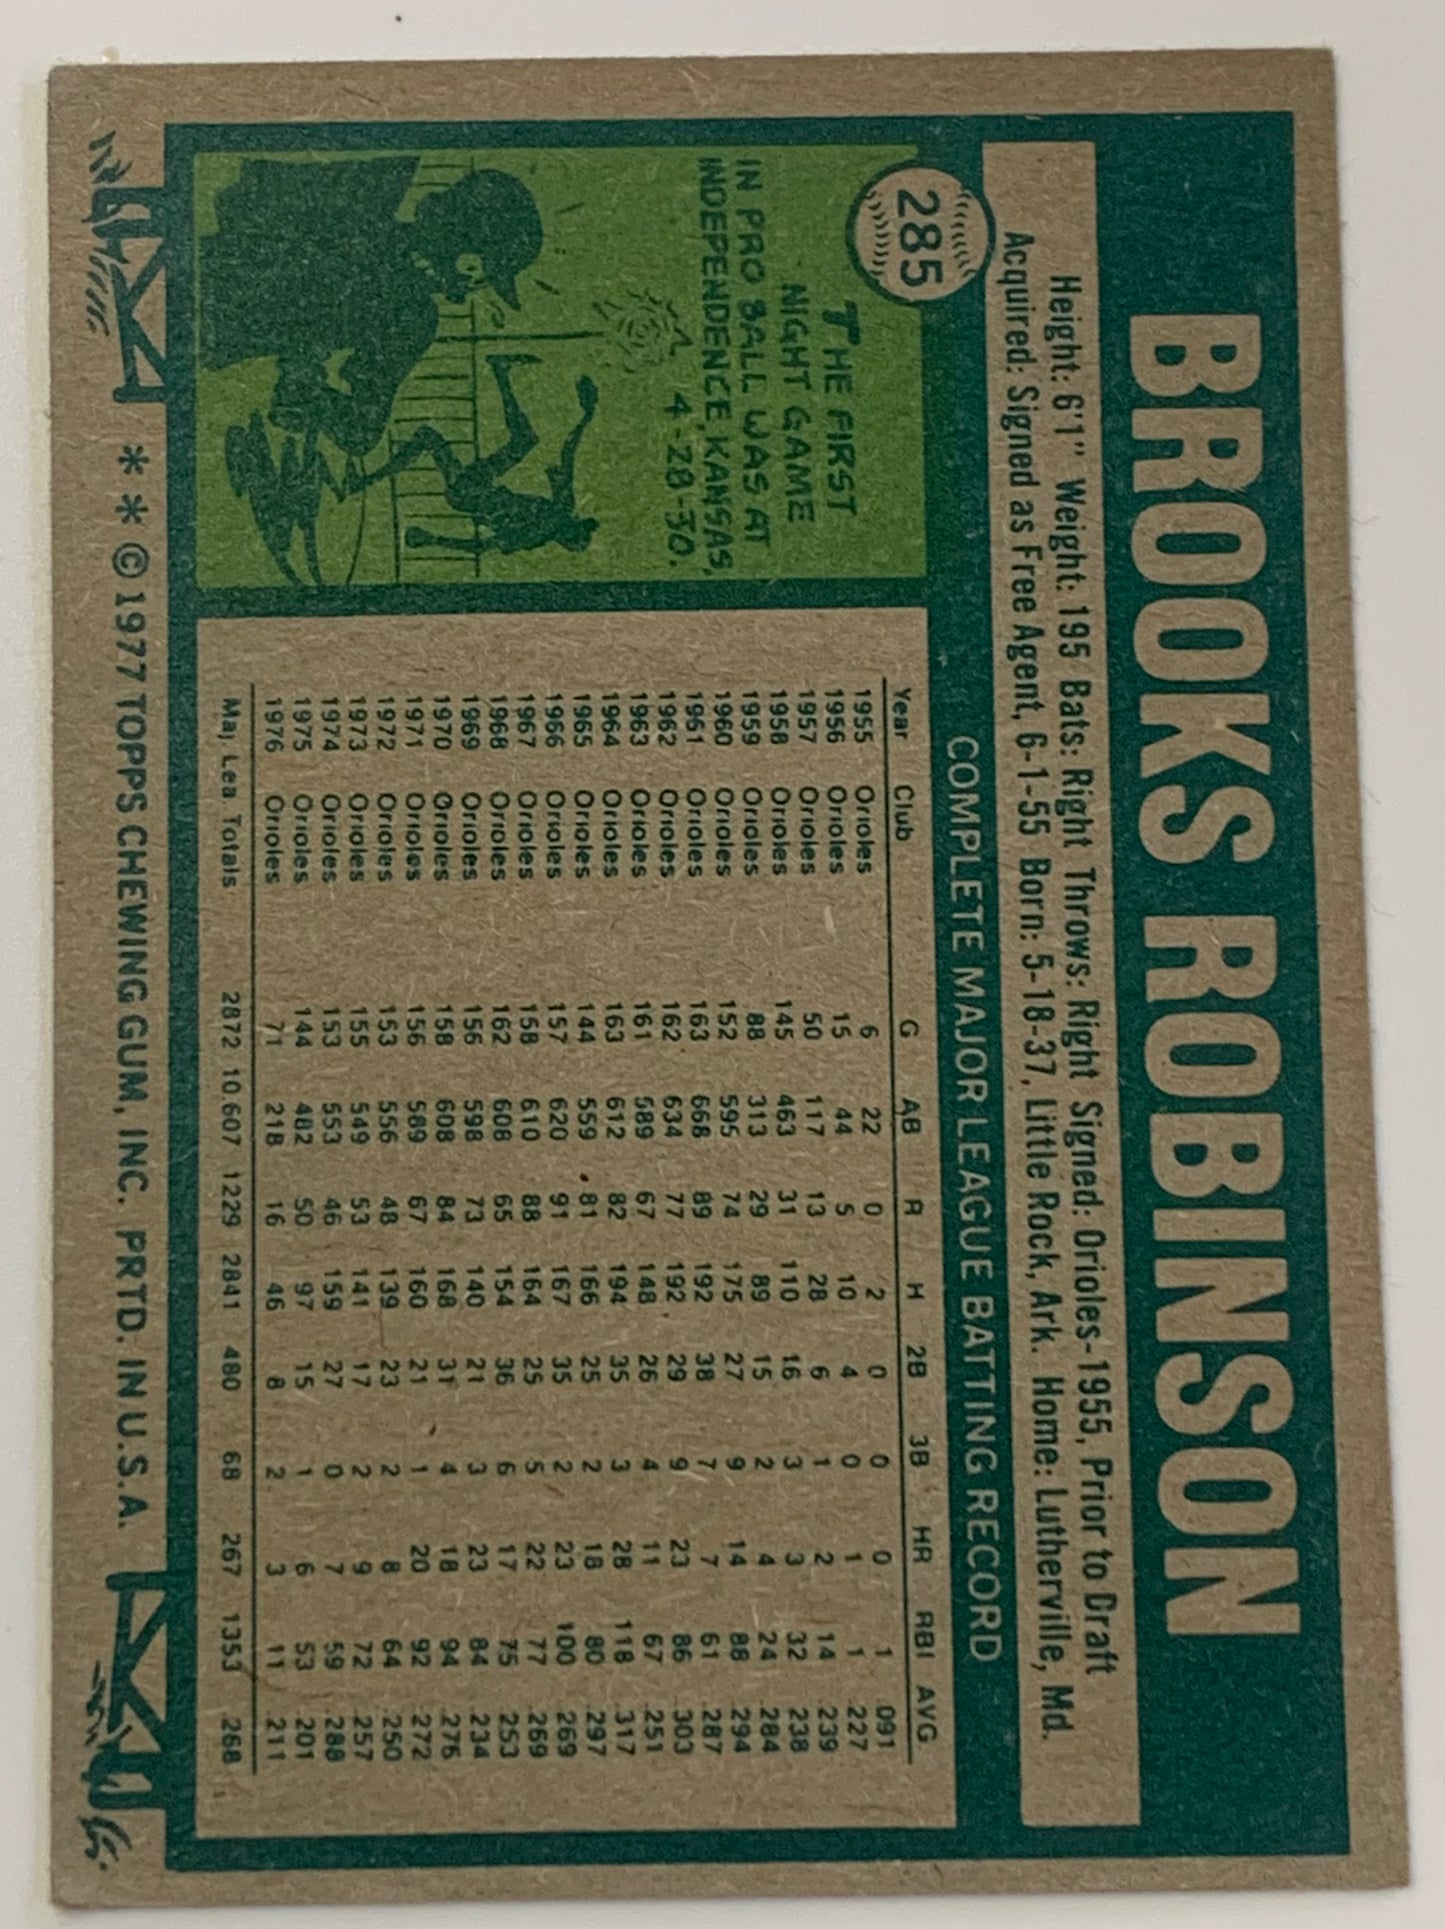 BROOKS ROBINSON
285
Height: 6'1" Weight: 195 Bats: Right Throws: Right Signed: Orioles-1955, Prior to Draft
Acquired: Signed as Free Agent, 6-1-55 Born: 5-18-37, Little Rock, Ark. Home: Lutherville, Md.
THE FIRST
NIGHT GAME
IN PRO BALL WAS AT
INDEPENDENCE, KANSAS,
4-28-30.
COMPLETE MAJOR LEAGUE BATTING RECORD
Year Club G AB R H 2B 3B HR RBI AVG
1955 Orioles 6 22 0 2 0 0 0 1 .091
1956 Orioles 15 44 5 10 4 0 1 1 .227
1957 Orioles 50 117 13 28 6 1 2 14 .239
1958 Orioles 145 463 31 110 16 3 3 32 .238
1959 Orioles 88 313 29 89 15 2 4 24 .284
1960 Orioles 152 595 74 175 27 9 14 88 .294
1961 Orioles 163 668 89 192 38 7 7 61 .287
1962 Orioles 162 634 77 192 29 9 23 86 .303
1963 Orioles 161 589 67 148 26 4 11 67 .251
1964 Orioles 163 612 82 194 35 3 28 118 .317
1965 Orioles 144 559 81 166 25 2 18 80 .297
1966 Orioles 157 620 91 167 35 2 23 100 .269
1967 Orioles 158 610 88 164 25 5 22 77 .269
1968 Orioles 162 608 65 154 36 6 17 75 .253
1969 Orioles 156 598 73 140 21 3 23 84 .234
1970 Orioles 158 608 84 168 31 4 18 94 .276
1971 Orioles 156 589 67 160 21 1 20 92 .272
1972 Orioles 153 556 48 139 23 2 8 64 .250
1973 Orioles 155 549 53 141 17 2 9 72 .257
1974 Orioles 153 553 46 159 27 0 7 59 .288
1975 Orioles 144 482 50 97 15 1 6 53 .201
1976 Orioles 71 218 16 46 8 2 3 11 .211
Maj. Lea. Totals 2872 10.607 1229 2841 480 68 267 1353 .268
** © 1977 TOPPS CHEWING GUM, INC. PRTD. IN U.S.A.